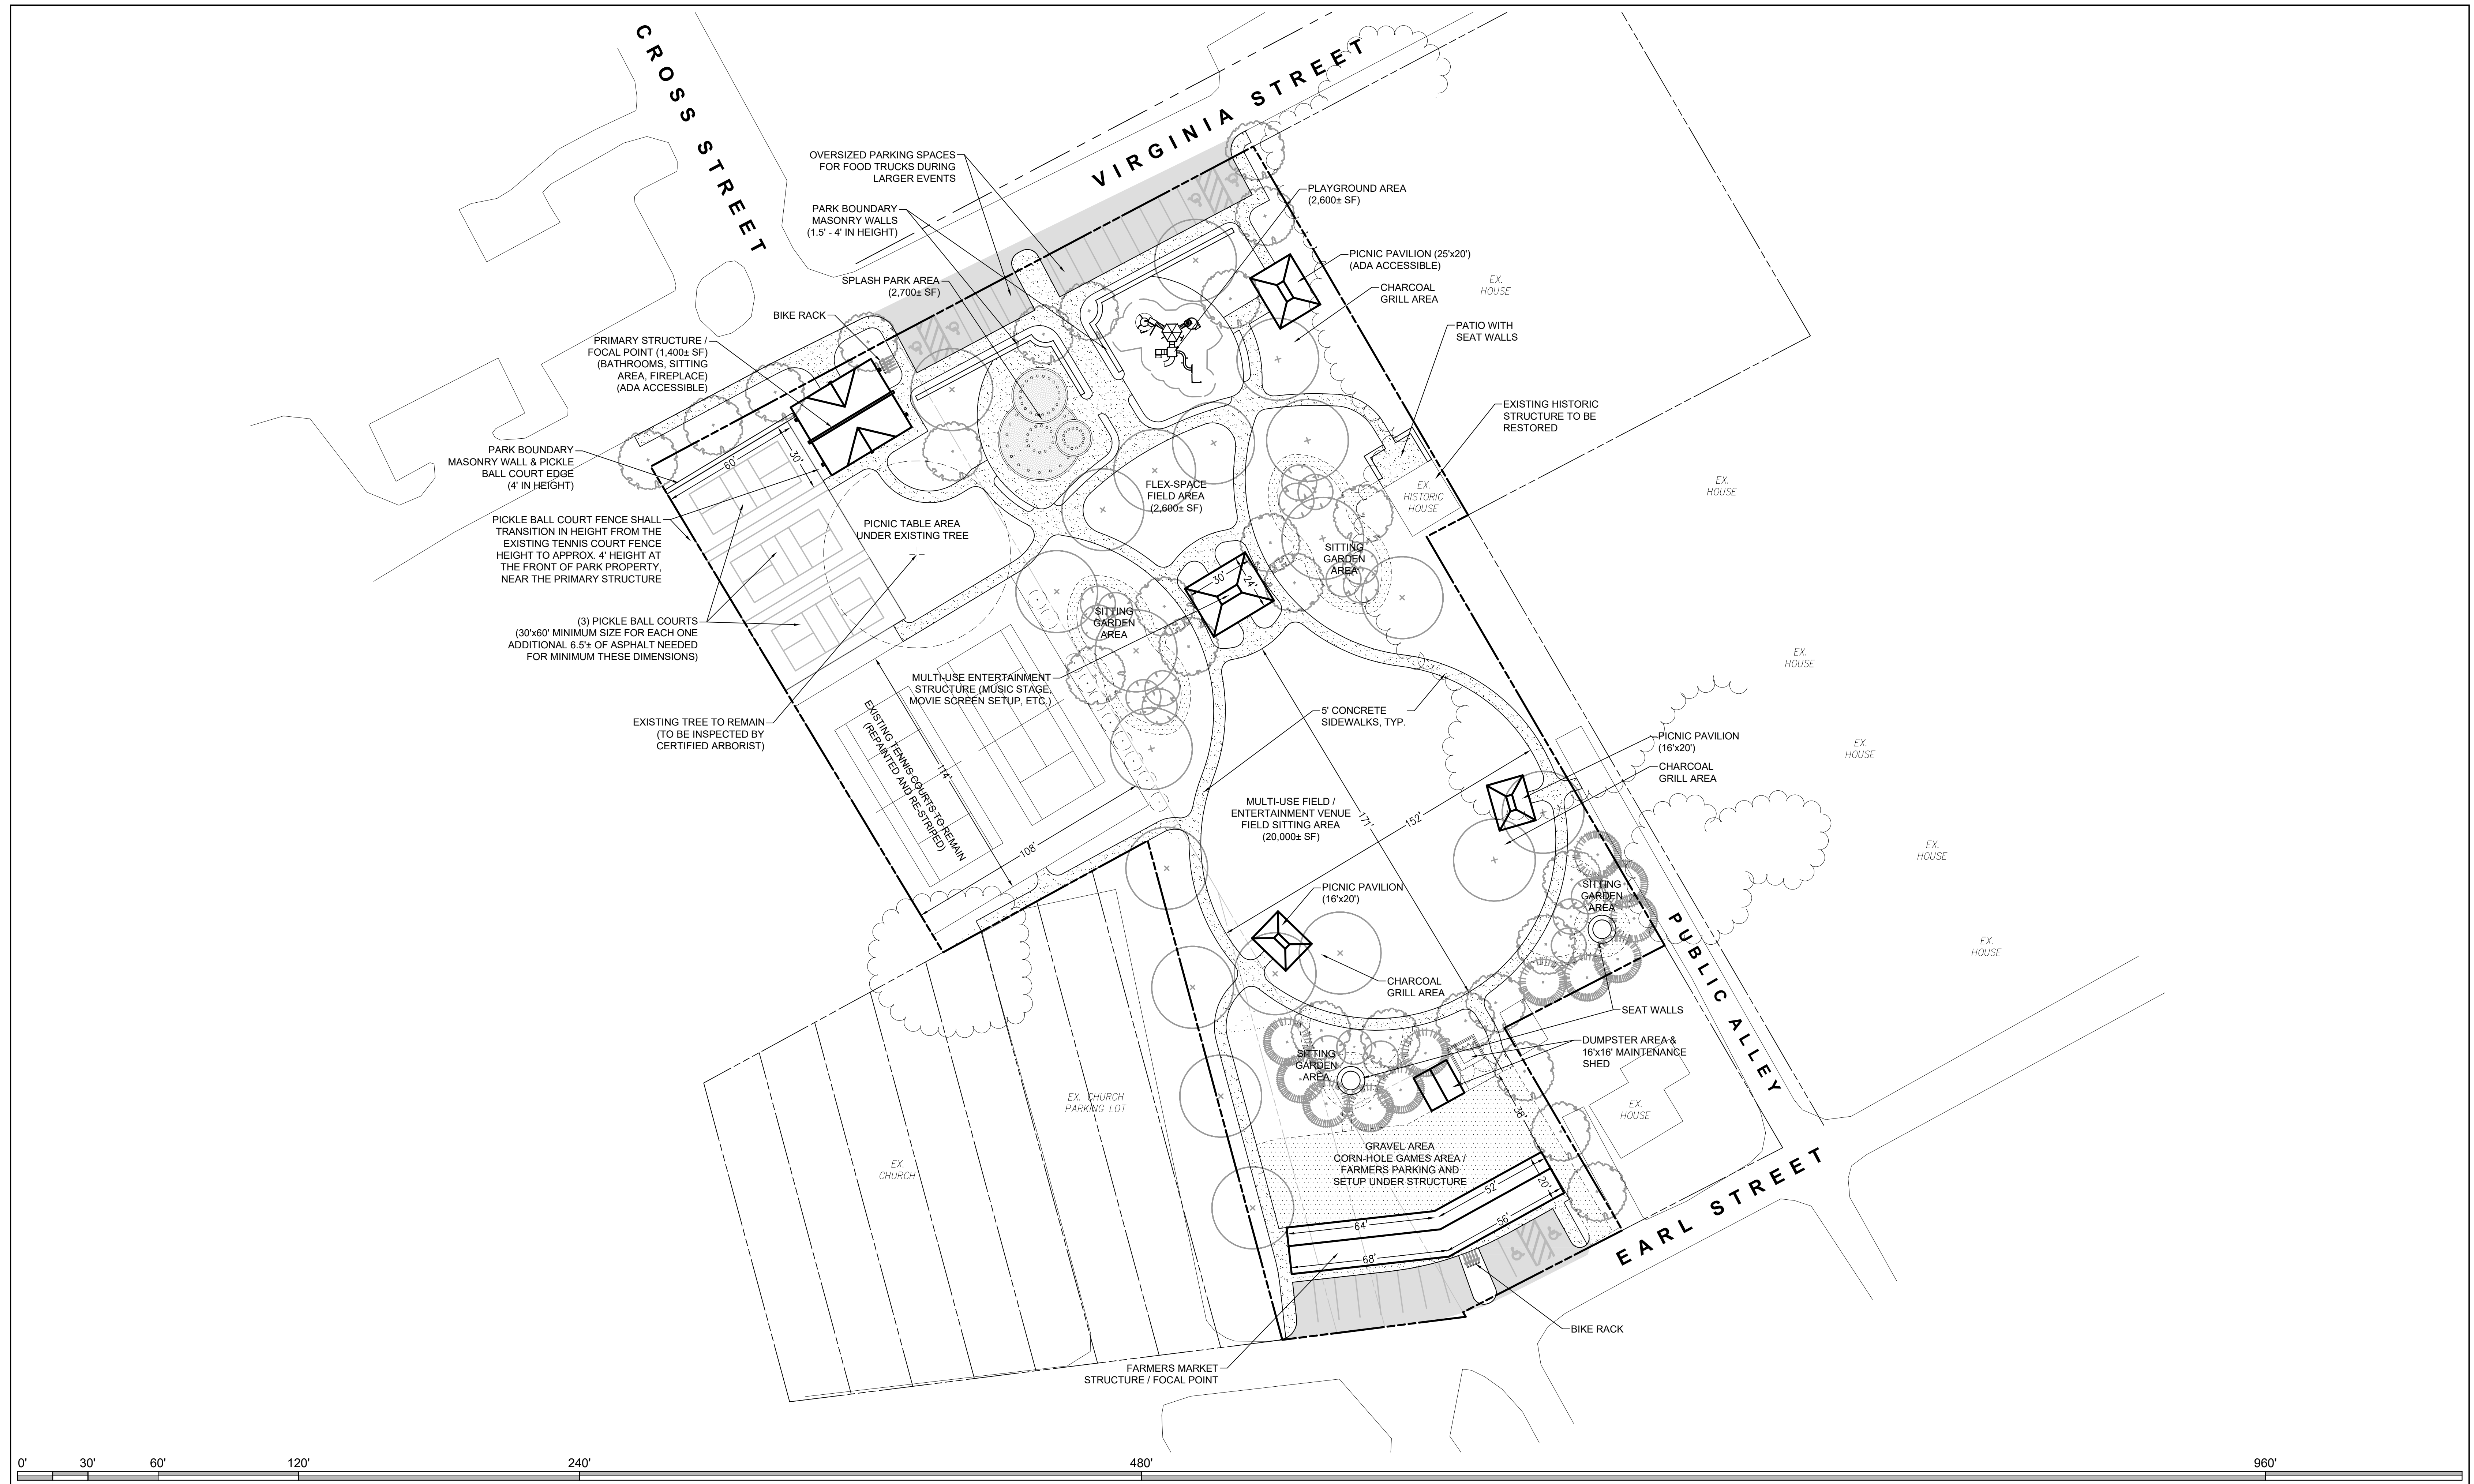 CROSS STREET
VIRGINIA STREET
OVERSIZED PARKING SPACES
FOR FOOD TRUCKS DURING
LARGER EVENTS
PARK BOUNDARY
MASONRY WALLS
(1.5' - 4' IN HEIGHT)
SPLASH PARK AREA
(2,700± SF)
BIKE RACK
PRIMARY STRUCTURE /
FOCAL POINT (1,400± SF)
(BATHROOMS, SITTING
AREA, FIREPLACE)
(ADA ACCESSIBLE)
PARK BOUNDARY
MASONRY WALL & PICKLE
BALL COURT EDGE
(4' IN HEIGHT)
PICKLE BALL COURT FENCE SHALL
TRANSITION IN HEIGHT FROM THE
EXISTING TENNIS COURT FENCE
HEIGHT TO APPROX. 4' HEIGHT AT
THE FRONT OF PARK PROPERTY,
NEAR THE PRIMARY STRUCTURE
(3) PICKLE BALL COURTS
(30'x60' MINIMUM SIZE FOR EACH ONE
ADDITIONAL 6.5'± OF ASPHALT NEEDED
FOR MINIMUM THESE DIMENSIONS)
EXISTING TREE TO REMAIN
(TO BE INSPECTED BY
CERTIFIED ARBORIST)
60'
30'
PICNIC TABLE AREA
UNDER EXISTING TREE
PLAYGROUND AREA
(2,600± SF)
PICNIC PAVILION (25'x20')
(ADA ACCESSIBLE)
CHARCOAL
GRILL AREA
EX.
HOUSE
PATIO WITH
SEAT WALLS
EXISTING HISTORIC
STRUCTURE TO BE
RESTORED
EX.
HISTORIC
HOUSE
FLEX-SPACE
FIELD AREA
(2,600± SF)
SITTING
GARDEN
AREA
30'
24'
SITTING
GARDEN
AREA
MULTI-USE ENTERTAINMENT
STRUCTURE (MUSIC STAGE,
MOVIE SCREEN SETUP, ETC.)
EXISTING TENNIS COURTS TO REMAIN
(REPAINTED AND RE-STRIPED)
114'
108'
5' CONCRETE
SIDEWALKS, TYP.
MULTI-USE FIELD /
ENTERTAINMENT VENUE
FIELD SITTING AREA
(20,000± SF)
171'
152'
PICNIC PAVILION
(16'x20')
CHARCOAL
GRILL AREA
EX.
HOUSE
EX.
HOUSE
EX.
HOUSE
EX.
HOUSE
EX.
HOUSE
PICNIC PAVILION
(16'x20')
CHARCOAL
GRILL AREA
SITTING
GARDEN
AREA
PUBLIC ALLEY
SEAT WALLS
DUMPSTER AREA &
16'x16' MAINTENANCE
SHED
SITTING
GARDEN
AREA
38'
EX.
HOUSE
EX. CHURCH
PARKING LOT
EX.
CHURCH
GRAVEL AREA
CORN-HOLE GAMES AREA /
FARMERS PARKING AND
SETUP UNDER STRUCTURE
52'
20'
64'
56'
68'
EARL STREET
BIKE RACK
FARMERS MARKET
STRUCTURE / FOCAL POINT
0' 30' 60' 120' 240' 480' 960'